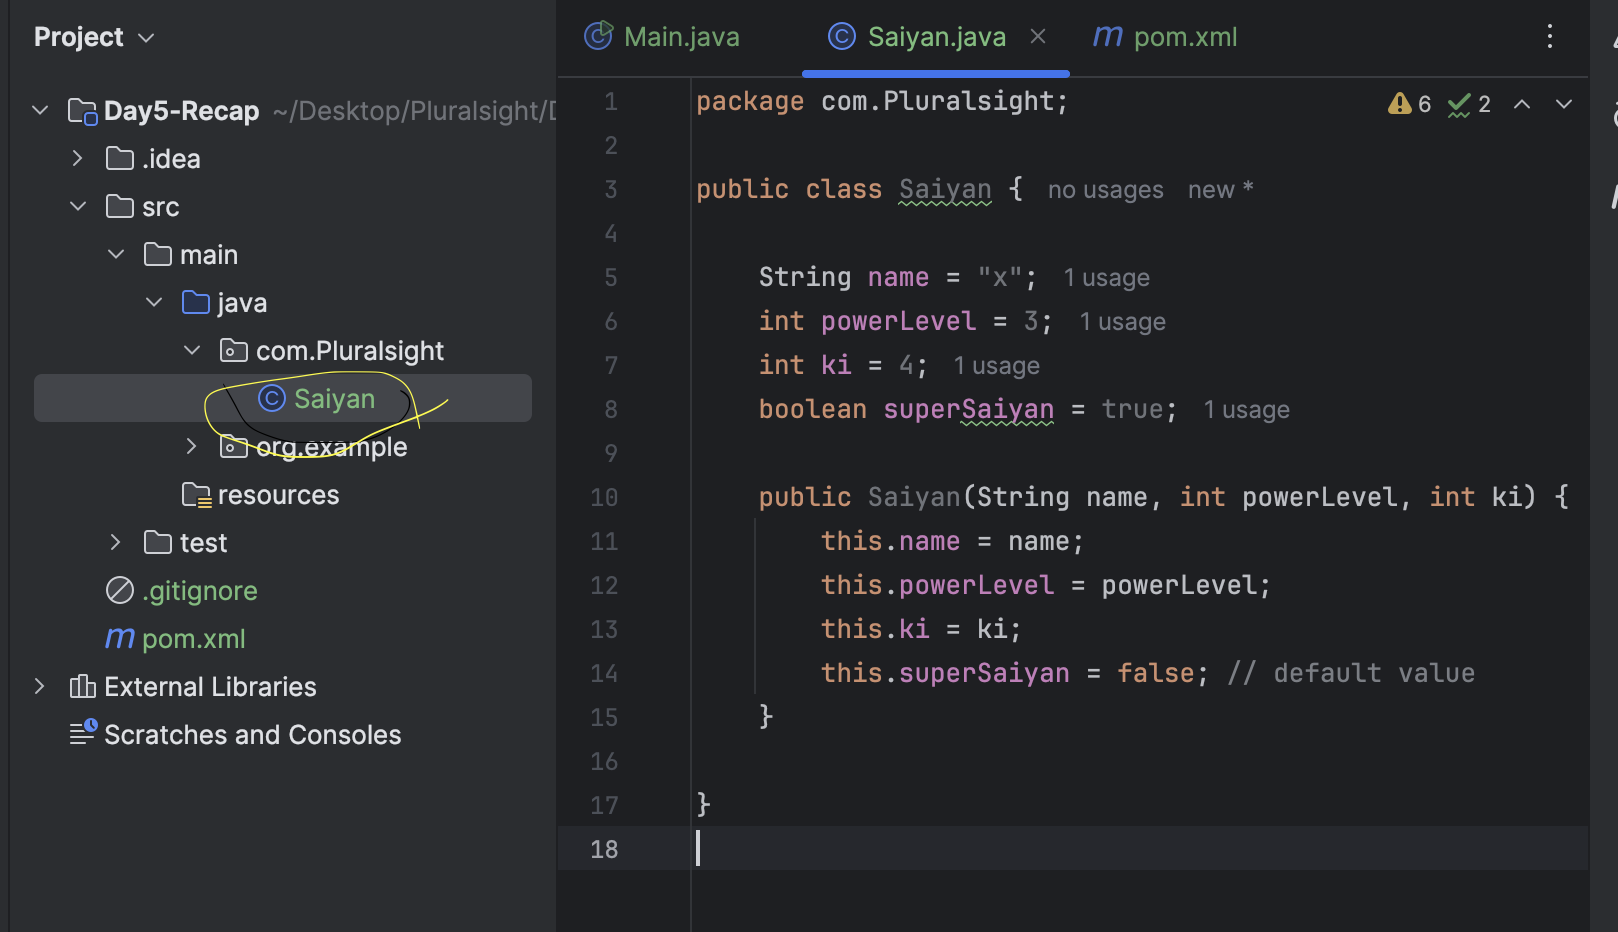 Project
Day5-Recap ~/Desktop/Pluralsight/
.idea
src
main
java
com.Pluralsight
Saiyan
org.example
resources
test
.gitignore
pom.xml
External Libraries
Scratches and Consoles
Main.java Saiyan.java pom.xml
6 2
1 package com.Pluralsight;
2
3 public class Saiyan { no usages new *
4
5 String name = "x"; 1 usage
6 int powerLevel = 3; 1 usage
7 int ki = 4; 1 usage
8 boolean superSaiyan = true; 1 usage
9
10 public Saiyan(String name, int powerLevel, int ki) {
11 this.name = name;
12 this.powerLevel = powerLevel;
13 this.ki = ki;
14 this.superSaiyan = false; // default value
15 }
16
17 }
18